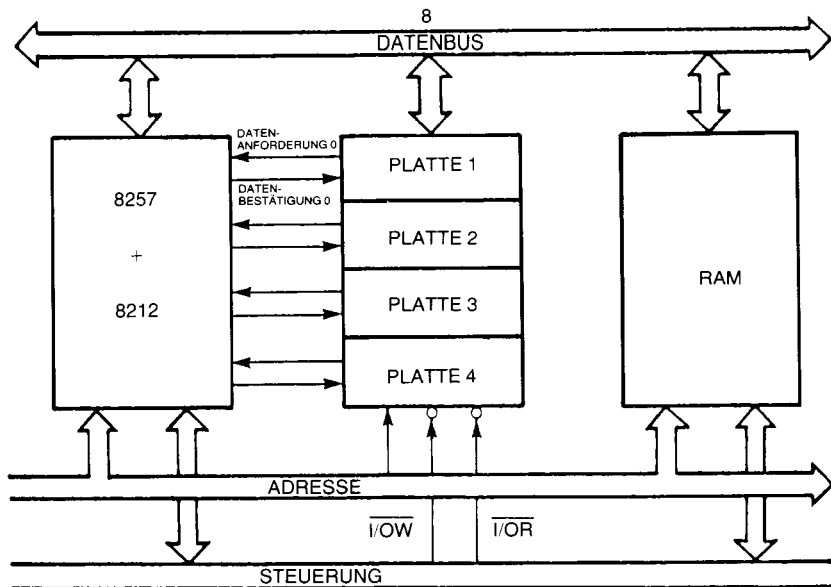 8
DATENBUS
DATEN-
ANFORDERUNG 0
DATEN-
BESTÄTIGUNG 0
8257
+
8212
PLATTE 1
PLATTE 2
PLATTE 3
PLATTE 4
RAM
ADRESSE
I/OW
I/OR
STEUERUNG